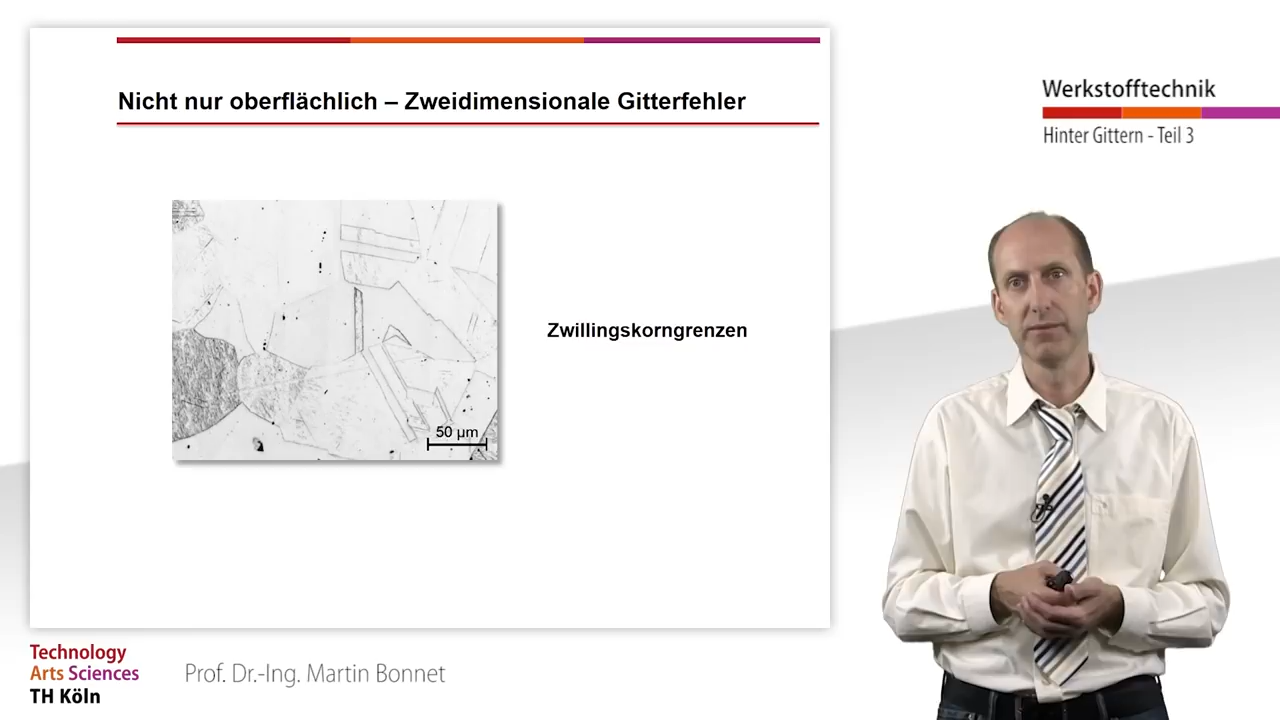 Nicht nur oberflächlich – Zweidimensionale Gitterfehler
Werkstofftechnik
Hinter Gittern - Teil 3
Zwillingskorngrenzen
50 µm
Technology
Arts Sciences
TH Köln
Prof. Dr.-Ing. Martin Bonnet